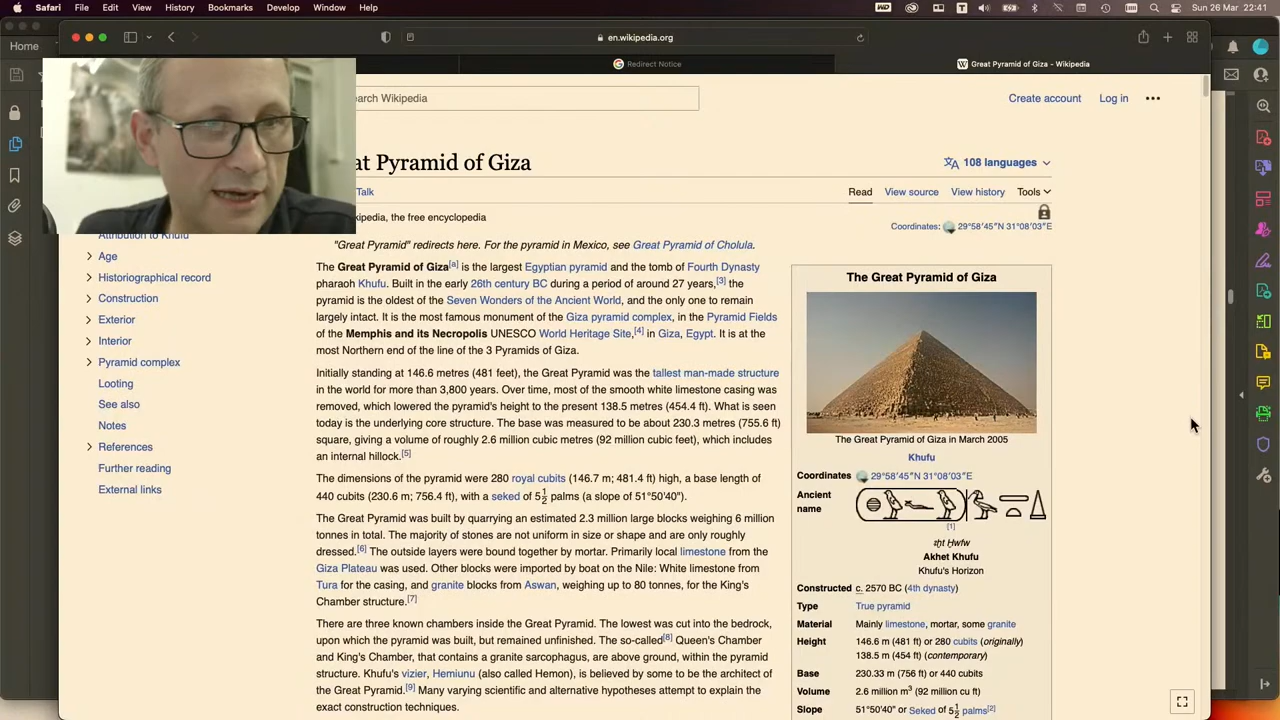 Safari File Edit View History Bookmarks Develop Window Help Sun 26 Mar 22:41
Home en.wikipedia.org
Redirect Notice Great Pyramid of Giza - Wikipedia
earch Wikipedia Create account Log in
at Pyramid of Giza 108 languages
Talk Read View source View history Tools
kipedia, the free encyclopedia Coordinates: 29°58′45″N 31°08′03″E
Attribution to Khufu
Age
Historiographical record
Construction
Exterior
Interior
Pyramid complex
Looting
See also
Notes
References
Further reading
External links
"Great Pyramid" redirects here. For the pyramid in Mexico, see Great Pyramid of Cholula.
The Great Pyramid of Giza[a] is the largest Egyptian pyramid and the tomb of Fourth Dynasty
pharaoh Khufu. Built in the early 26th century BC during a period of around 27 years,[3] the
pyramid is the oldest of the Seven Wonders of the Ancient World, and the only one to remain
largely intact. It is the most famous monument of the Giza pyramid complex, in the Pyramid Fields
of the Memphis and its Necropolis UNESCO World Heritage Site,[4] in Giza, Egypt. It is at the
most Northern end of the line of the 3 Pyramids of Giza.
Initially standing at 146.6 metres (481 feet), the Great Pyramid was the tallest man-made structure
in the world for more than 3,800 years. Over time, most of the smooth white limestone casing was
removed, which lowered the pyramid's height to the present 138.5 metres (454.4 ft). What is seen
today is the underlying core structure. The base was measured to be about 230.3 metres (755.6 ft)
square, giving a volume of roughly 2.6 million cubic metres (92 million cubic feet), which includes
an internal hillock.[5]
The dimensions of the pyramid were 280 royal cubits (146.7 m; 481.4 ft) high, a base length of
440 cubits (230.6 m; 756.4 ft), with a seked of 5 1/2 palms (a slope of 51°50'40").
The Great Pyramid was built by quarrying an estimated 2.3 million large blocks weighing 6 million
tonnes in total. The majority of stones are not uniform in size or shape and are only roughly
dressed.[6] The outside layers were bound together by mortar. Primarily local limestone from the
Giza Plateau was used. Other blocks were imported by boat on the Nile: White limestone from
Tura for the casing, and granite blocks from Aswan, weighing up to 80 tonnes, for the King's
Chamber structure.[7]
There are three known chambers inside the Great Pyramid. The lowest was cut into the bedrock,
upon which the pyramid was built, but remained unfinished. The so-called[8] Queen's Chamber
and King's Chamber, that contains a granite sarcophagus, are above ground, within the pyramid
structure. Khufu's vizier, Hemiunu (also called Hemon), is believed by some to be the architect of
the Great Pyramid.[9] Many varying scientific and alternative hypotheses attempt to explain the
exact construction techniques.
The Great Pyramid of Giza
The Great Pyramid of Giza in March 2005
Khufu
Coordinates 29°58′45″N 31°08′03″E
Ancient name
[1]
ꜣḫt Ḫwfw
Akhet Khufu
Khufu's Horizon
Constructed c. 2570 BC (4th dynasty)
Type True pyramid
Material Mainly limestone, mortar, some granite
Height 146.6 m (481 ft) or 280 cubits (originally)
138.5 m (454 ft) (contemporary)
Base 230.33 m (756 ft) or 440 cubits
Volume 2.6 million m3 (92 million cu ft)
Slope 51°50'40" or Seked of 5 1/2 palms[2]